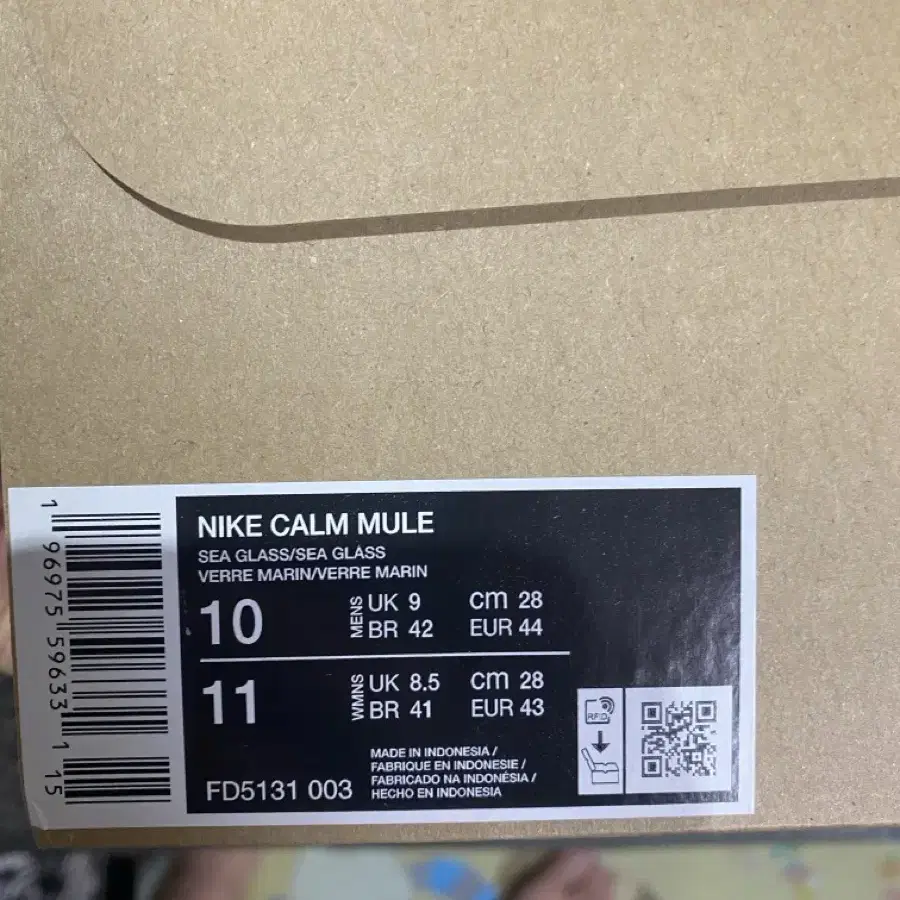 NIKE CALM MULE
SEA GLASS/SEA GLASS
VERRE MARIN/VERRE MARIN
10 MENS UK 9 cm 28
BR 42 EUR 44
11 WMNS UK 8.5 cm 28
BR 41 EUR 43
MADE IN INDONESIA /
FABRIQUE EN INDONESIE /
FABRICADO NA INDONÉSIA /
HECHO EN INDONESIA
FD5131 003
RFID
1 96975 59633 1 15